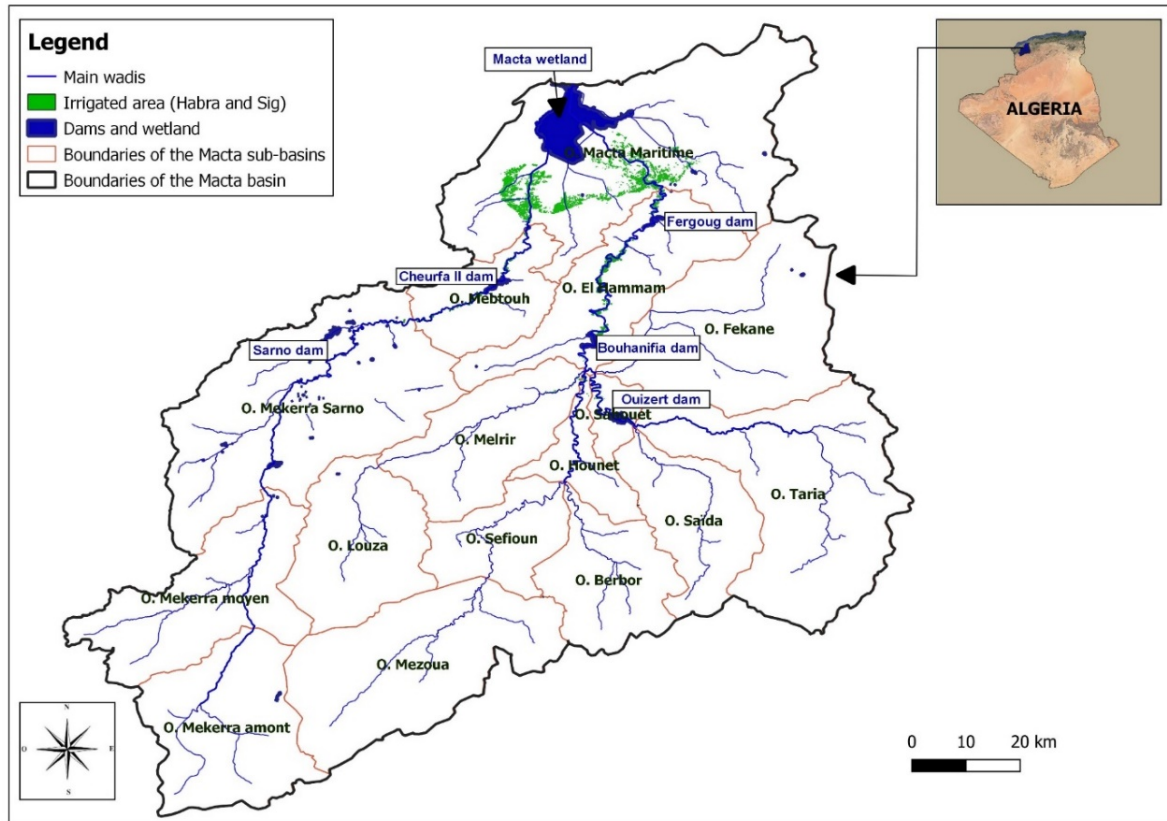 Legend
Main wadis
Irrigated area (Habra and Sig)
Dams and wetland
Boundaries of the Macta sub-basins
Boundaries of the Macta basin
Macta wetland
ALGERIA
O. Macta Maritime
Fergoug dam
Cheurfa II dam
O. Mebtouh
O. El Hammam
O. Fekane
Sarno dam
Bouhanifia dam
Ouizert dam
O. Mekerra Sarno
O. Sahouet
O. Melrir
O. Hounet
O. Taria
O. Saïda
O. Louza
O. Sefioun
O. Berbor
O. Mekerra moyen
O. Mezoua
O. Mekerra amont
N
O
E
S
0 10 20 km